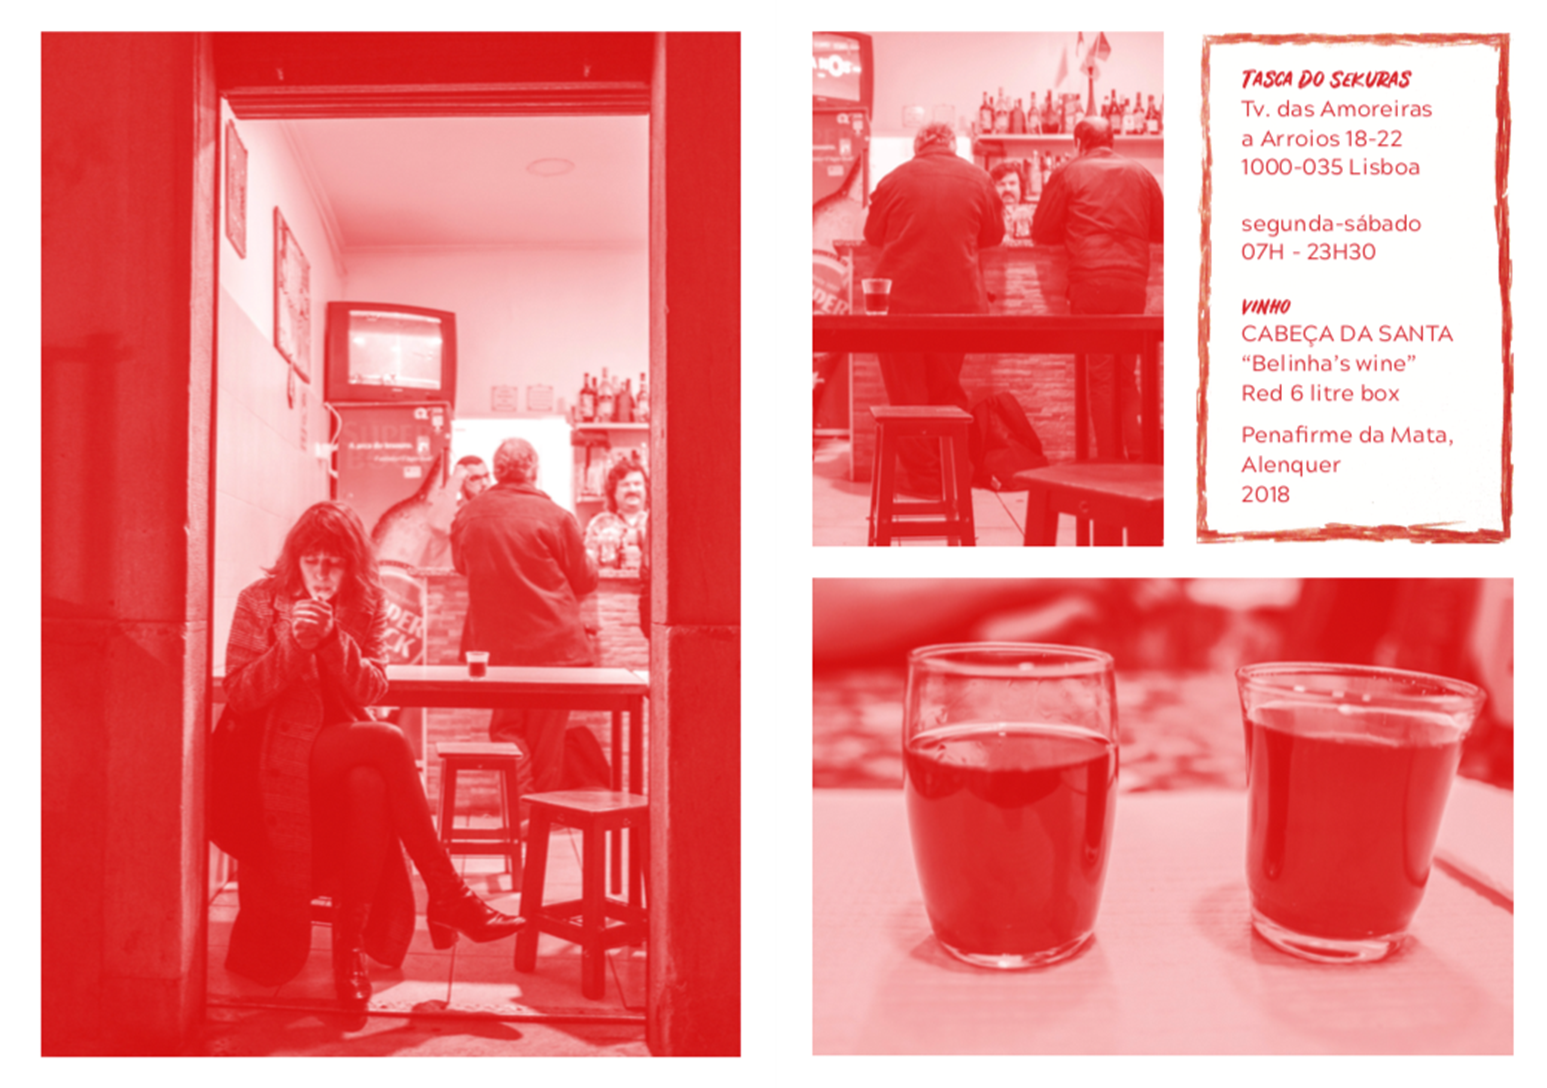 TASCA DO SEKURAS
Tv. das Amoreiras
a Arroios 18-22
1000-035 Lisboa
segunda-sábado
07H - 23H30
VINHO
CABEÇA DA SANTA
“Belinha’s wine”
Red 6 litre box
Penafirme da Mata,
Alenquer
2018